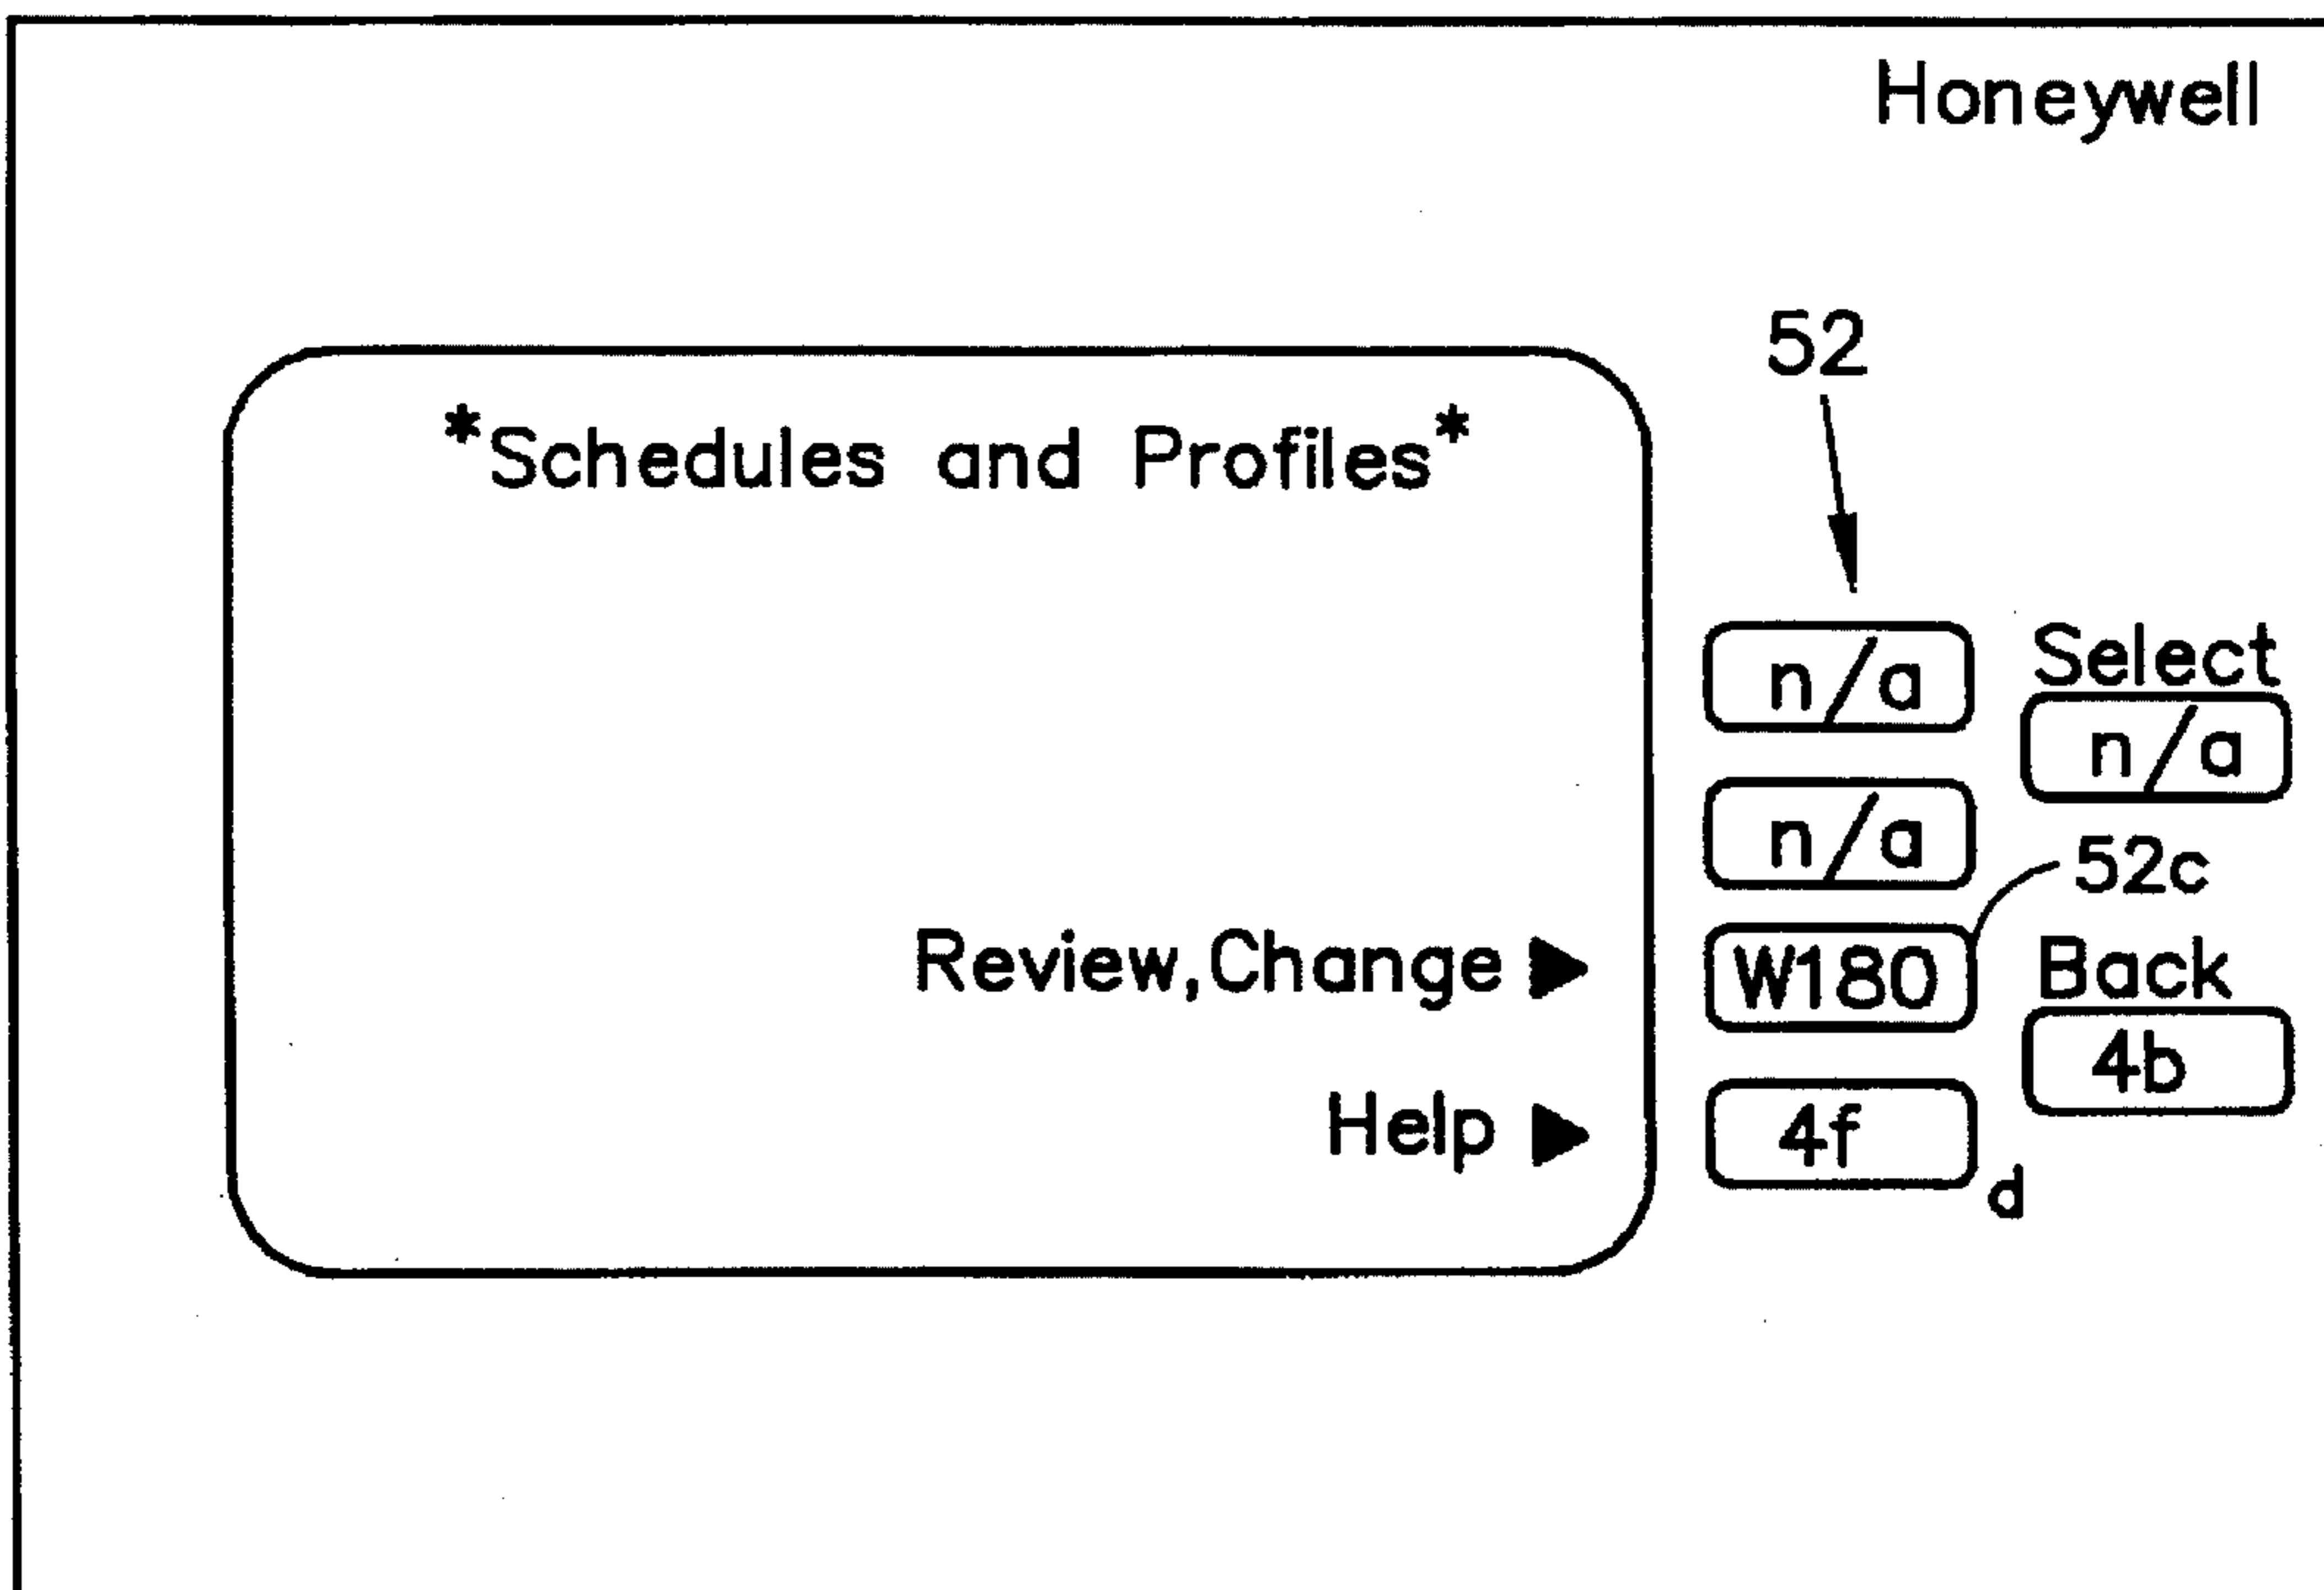 Honeywell
52
*Schedules and Profiles*
n/a
Select
n/a
n/a
52c
Review,Change ▶
W180
Back
4b
Help ▶
4f
d